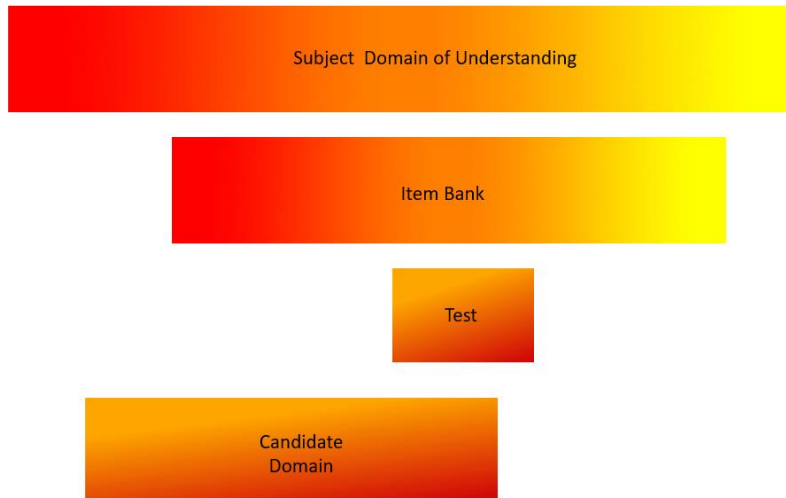 Subject Domain of Understanding
Item Bank
Test
Candidate
Domain